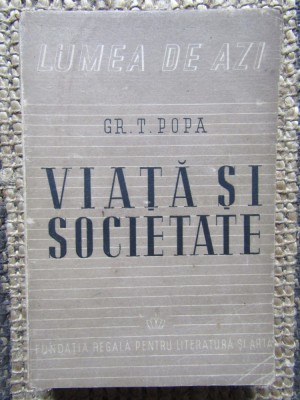 LUMEA DE AZI
GR. T. POPA
VIAȚĂ ȘI
SOCIETATE
FUNDAȚIA REGALĂ PENTRU LITERATURĂ ȘI ARTĂ